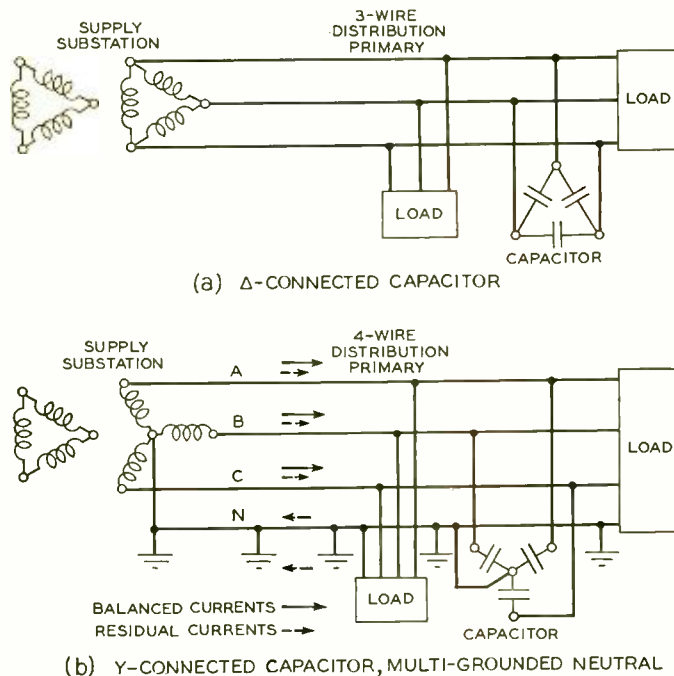 SUPPLY
SUBSTATION
3-WIRE
DISTRIBUTION
PRIMARY
LOAD
LOAD
CAPACITOR
(a) Δ-CONNECTED CAPACITOR
SUPPLY
SUBSTATION
4-WIRE
DISTRIBUTION
PRIMARY
A
B
C
N
LOAD
LOAD
BALANCED CURRENTS
RESIDUAL CURRENTS
CAPACITOR
(b) Y-CONNECTED CAPACITOR, MULTI-GROUNDED NEUTRAL